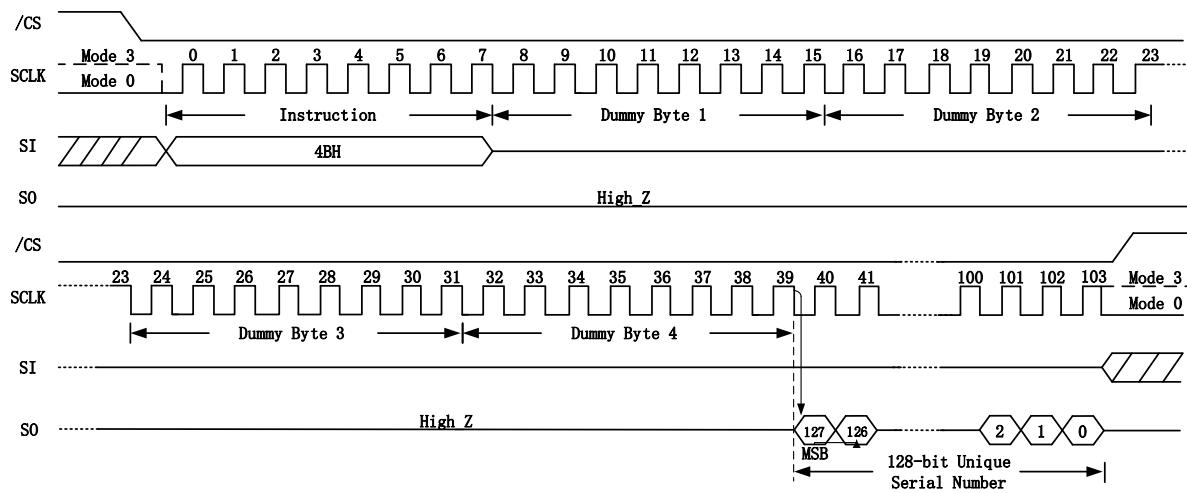 /CS
Mode 3 0 1 2 3 4 5 6 7 8 9 10 11 12 13 14 15 16 17 18 19 20 21 22 23
SCLK
Mode 0
Instruction Dummy Byte 1 Dummy Byte 2
SI
4BH
SO
High_Z
/CS
23 24 25 26 27 28 29 30 31 32 33 34 35 36 37 38 39 40 41 100 101 102 103 Mode 3
SCLK
Mode 0
Dummy Byte 3 Dummy Byte 4
SI
High_Z
SO
127 126 2 1 0
MSB
128-bit Unique
Serial Number